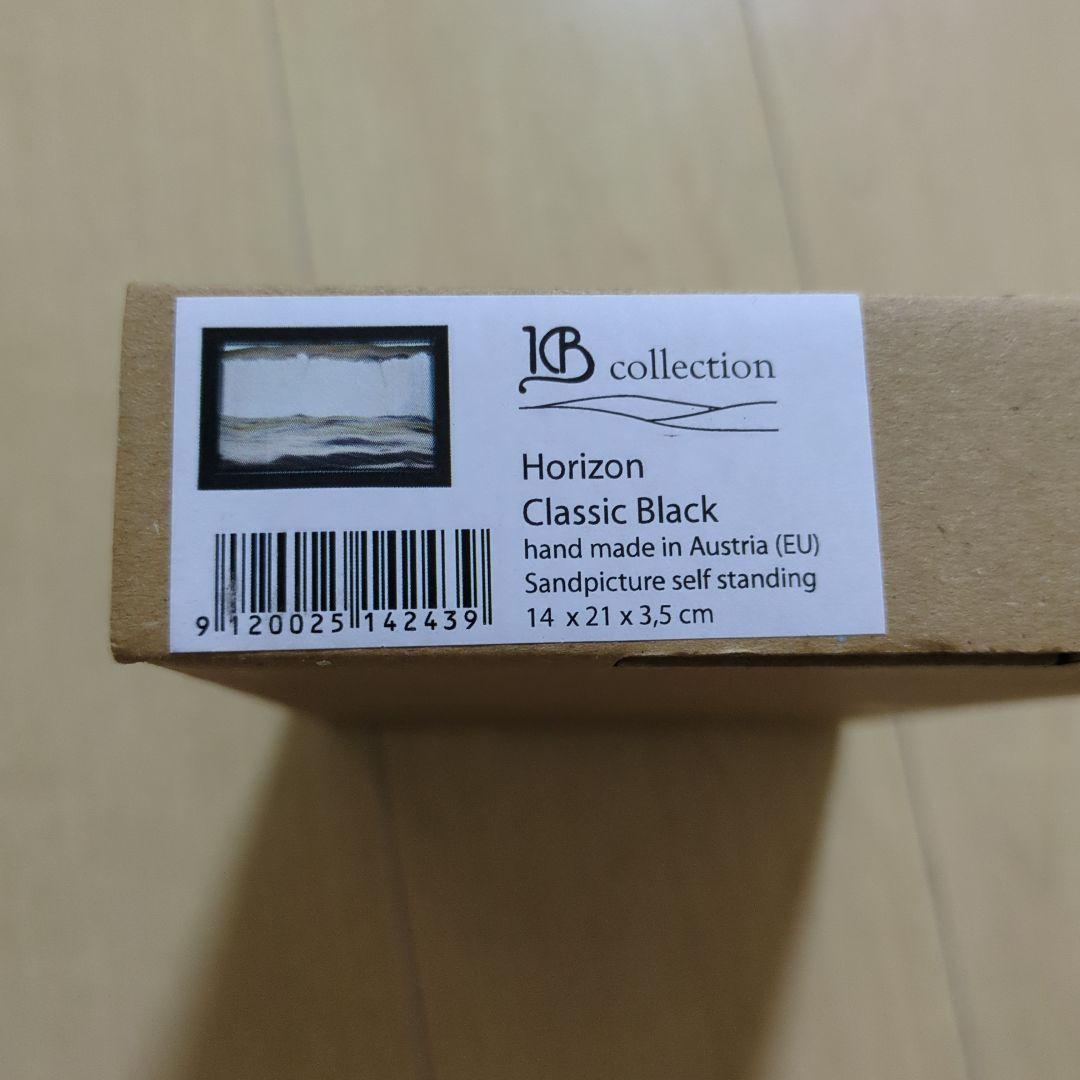 KB collection
Horizon
Classic Black
hand made in Austria (EU)
Sandpicture self standing
14 x 21 x 3,5 cm
9 120025 142439